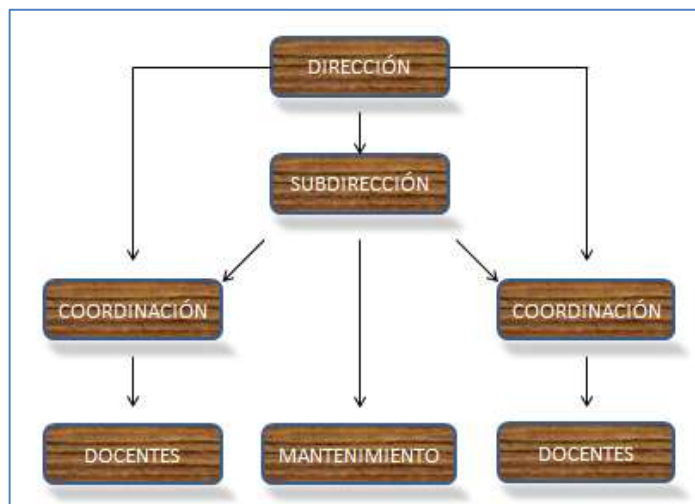 DIRECCIÓN
SUBDIRECCIÓN
COORDINACIÓN
COORDINACIÓN
DOCENTES
MANTENIMIENTO
DOCENTES